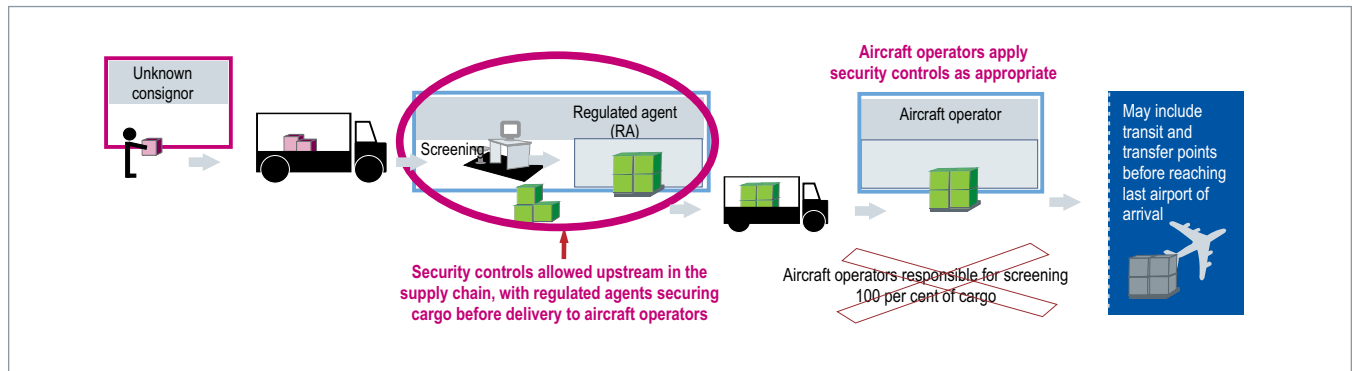 Unknown
consignor
Screening
Regulated agent
(RA)
Security controls allowed upstream in the
supply chain, with regulated agents securing
cargo before delivery to aircraft operators
Aircraft operators apply
security controls as appropriate
Aircraft operator
Aircraft operators responsible for screening
100 per cent of cargo
May include
transit and
transfer points
before reaching
last airport of
arrival